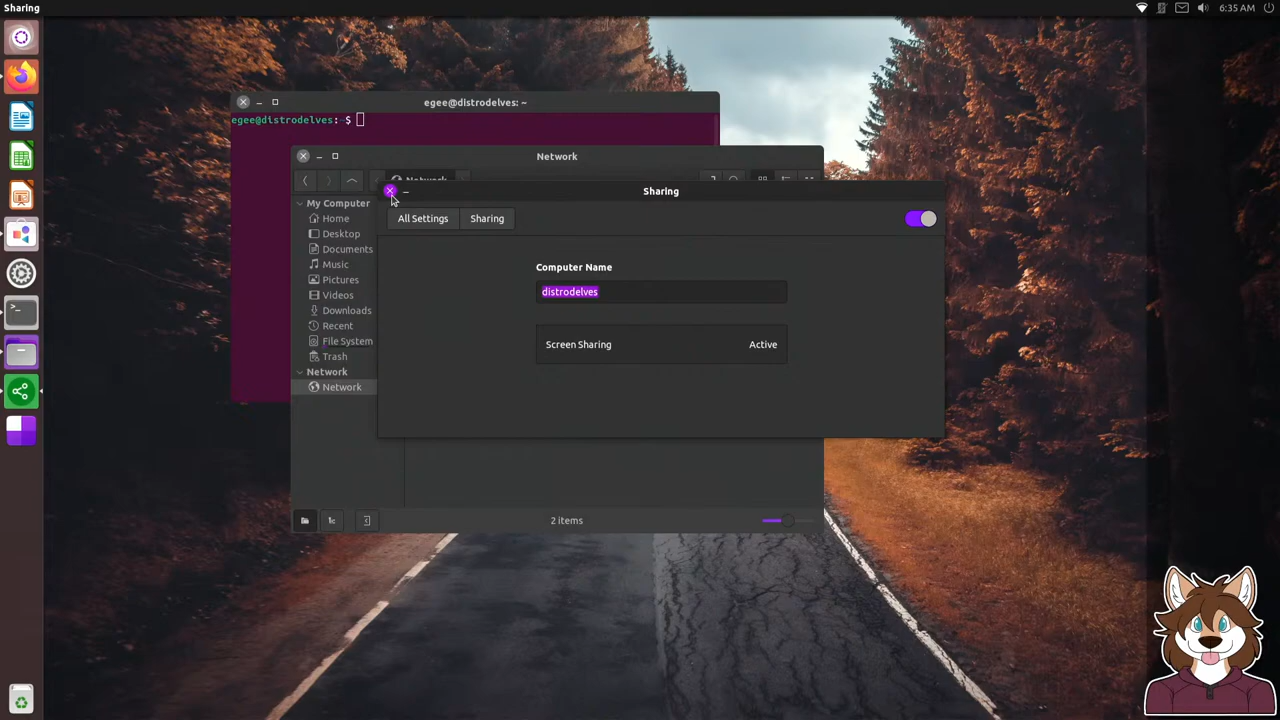 Sharing
6:35 AM
egee@distrodelves: ~
egee@distrodelves: ~ $
Network
Network
My Computer
Home
Desktop
Documents
Music
Pictures
Videos
Downloads
Recent
File System
Trash
Network
Network
2 items
Sharing
All Settings
Sharing
Computer Name
distrodelves
Screen Sharing
Active